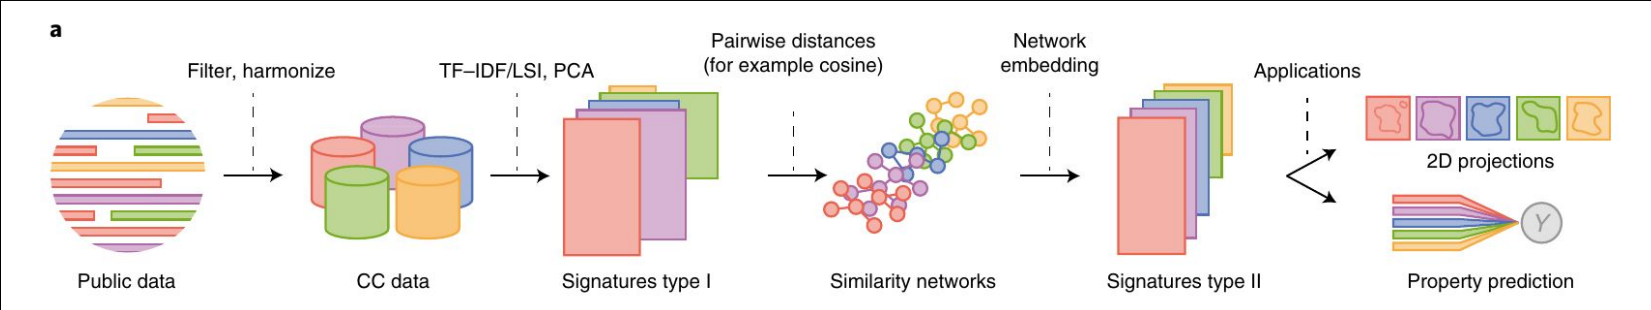 a
Filter, harmonize
TF–IDF/LSI, PCA
Pairwise distances
(for example cosine)
Network
embedding
Applications
2D projections
Y
Public data
CC data
Signatures type I
Similarity networks
Signatures type II
Property prediction